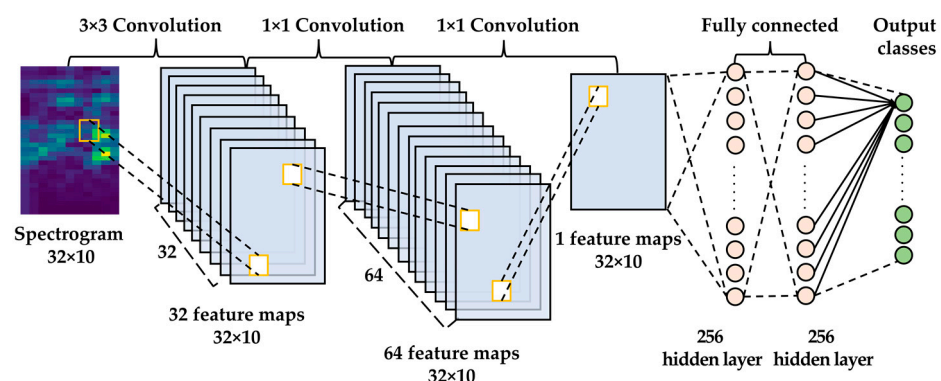 3×3 Convolution
1×1 Convolution
1×1 Convolution
Fully connected
Output
classes
Spectrogram
32×10
32
32 feature maps
32×10
64
64 feature maps
32×10
1 feature maps
32×10
256
hidden layer
256
hidden layer